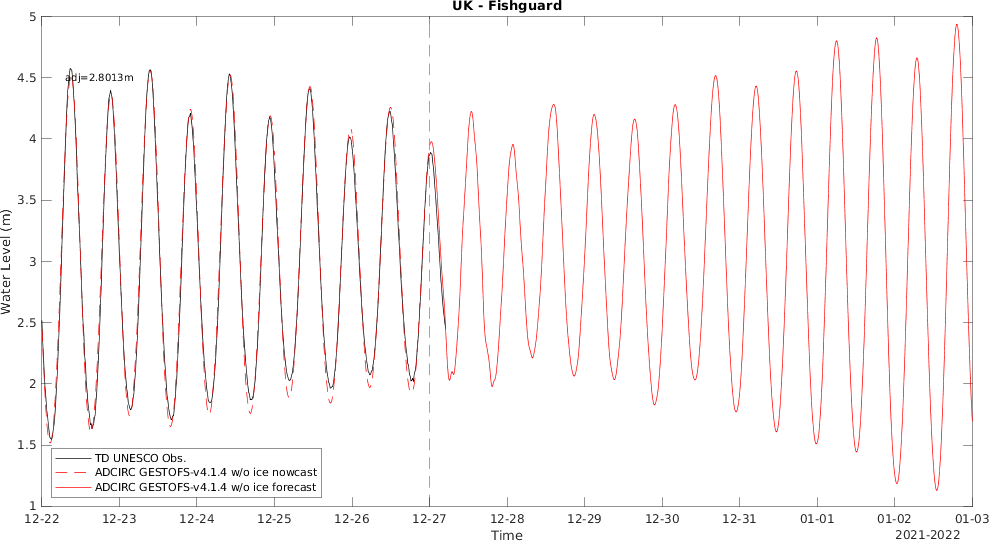 UK - Fishguard
5
4.5
4
3.5
3
2.5
2
1.5
1
Water Level (m)
adj=2.8013m
TD UNESCO Obs.
ADCIRC GESTOFS-v4.1.4 w/o ice nowcast
ADCIRC GESTOFS-v4.1.4 w/o ice forecast
12-22 12-23 12-24 12-25 12-26 12-27 12-28 12-29 12-30 12-31 01-01 01-02 01-03
Time
2021-2022